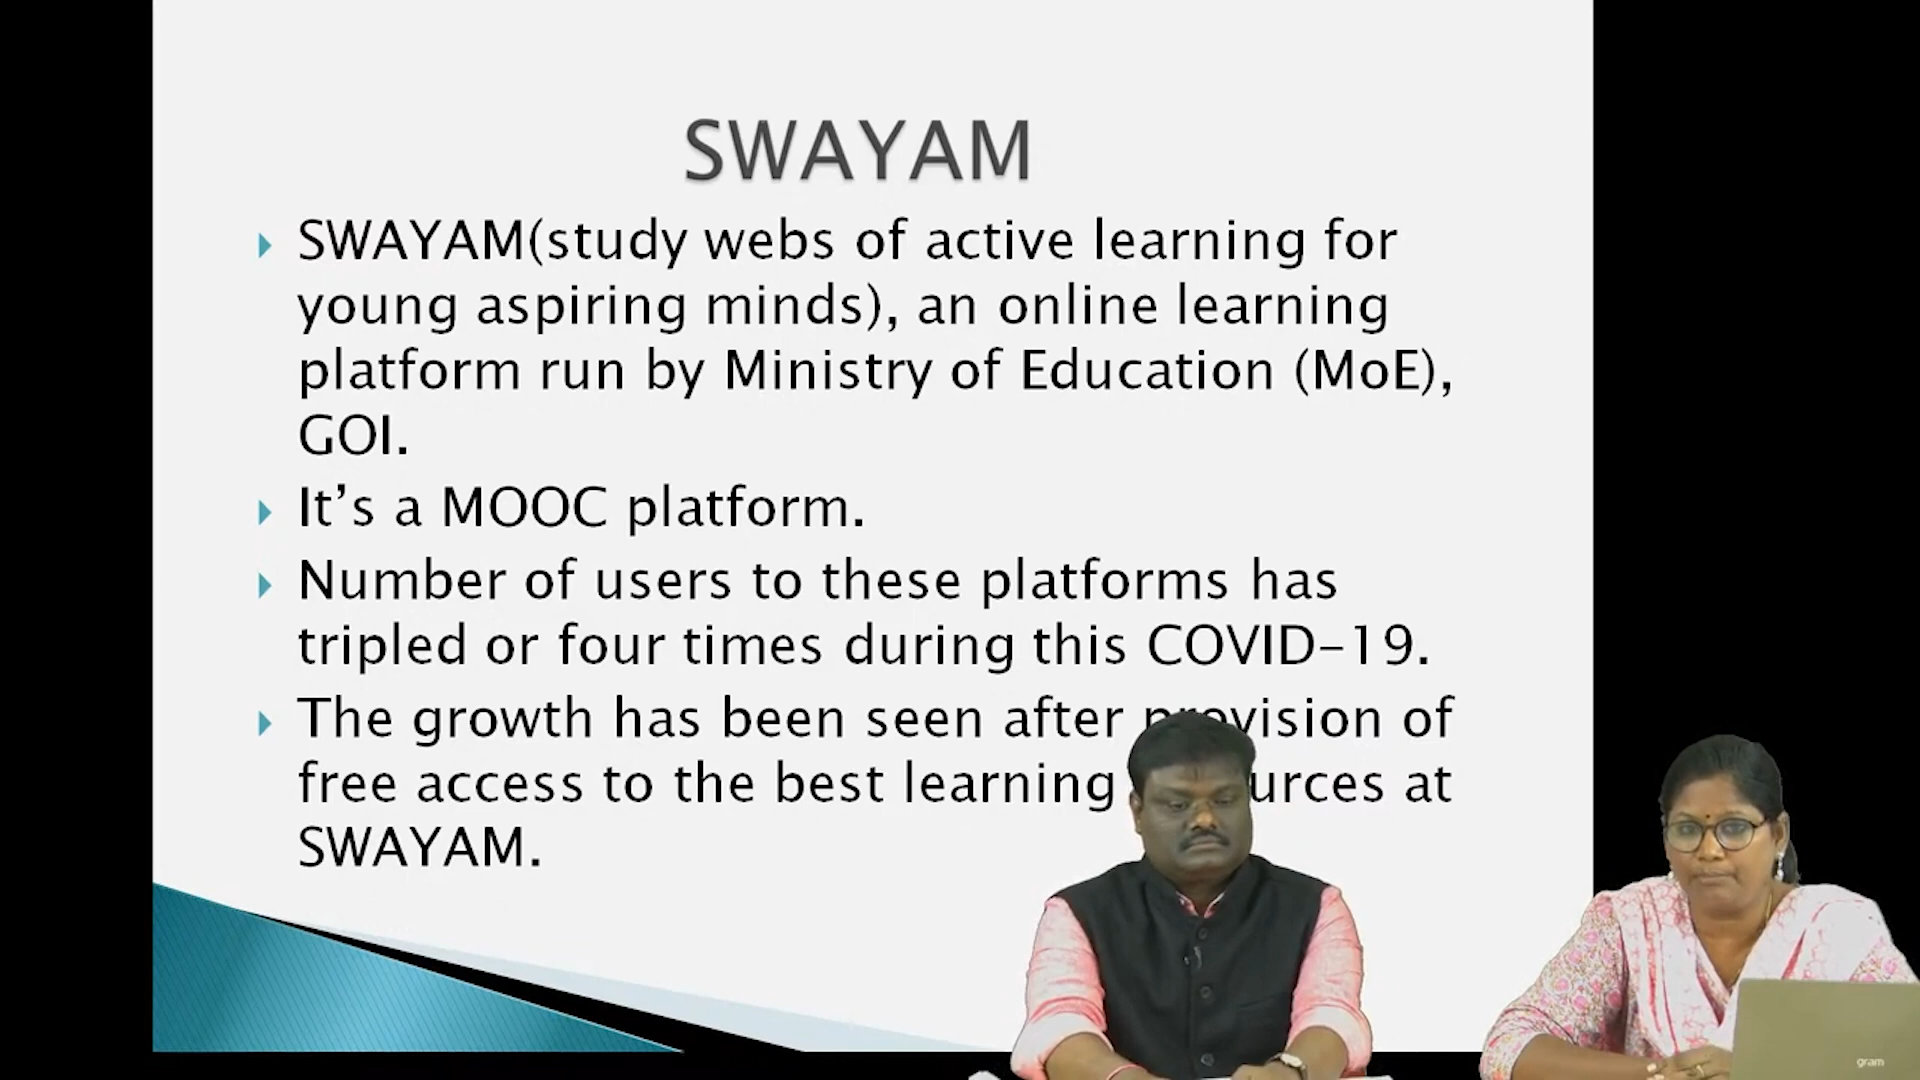 SWAYAM
SWAYAM(study webs of active learning for
young aspiring minds), an online learning
platform run by Ministry of Education (MoE),
GOI.
It's a MOOC platform.
Number of users to these platforms has
tripled or four times during this COVID-19.
The growth has been seen after provision of
free access to the best learning at
SWAYAM.
gram